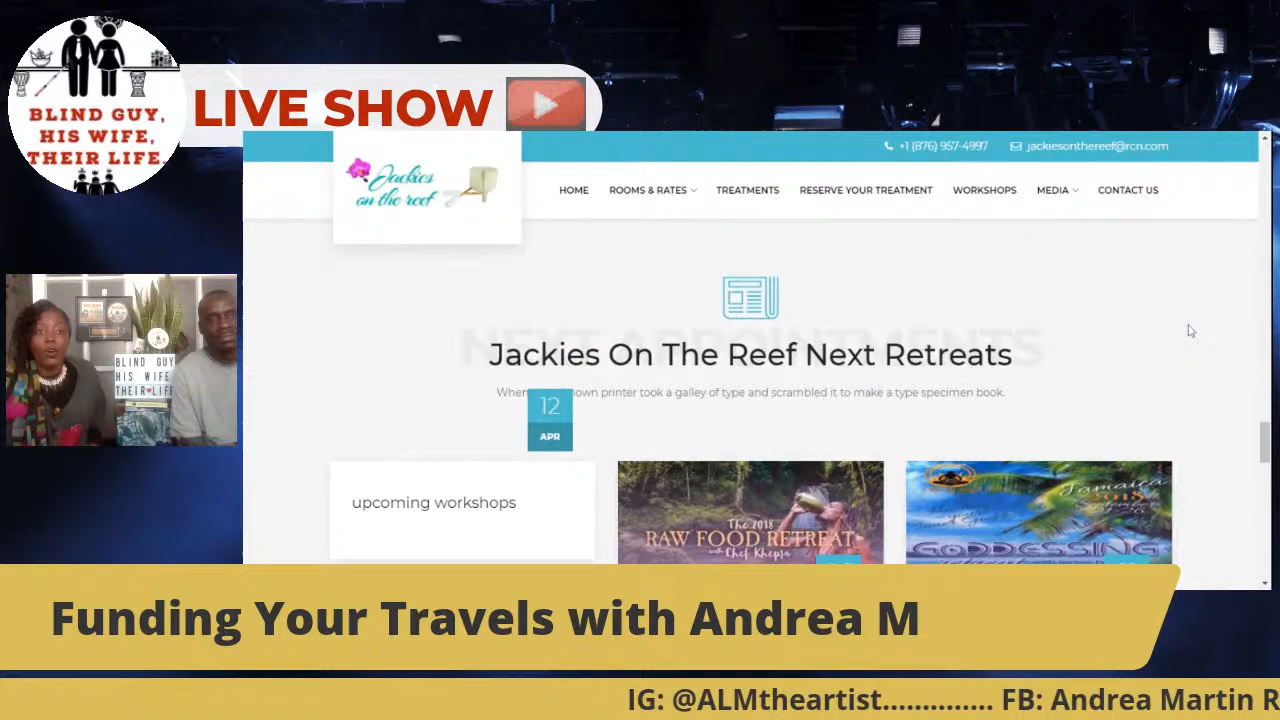 BLIND GUY,
HIS WIFE,
THEIR LIFE.
LIVE SHOW
+1 (876) 957-4997
jackiesonthereef@rcn.com
Jackies
on the reef
HOME
ROOMS & RATES
TREATMENTS
RESERVE YOUR TREATMENT
WORKSHOPS
MEDIA
CONTACT US
NEXT APPOINTMENTS
Jackies On The Reef Next Retreats
When own printer took a galley of type and scrambled it to make a type specimen book.
12
APR
upcoming workshops
The 2018
RAW FOOD RETREAT
with Chef Khepra
Jamaica
2018
GODDESSING
BLIND GUY
HIS WIFE
THEIR LIFE
Funding Your Travels with Andrea M
IG: @ALMtheartist.............. FB: Andrea Martin R